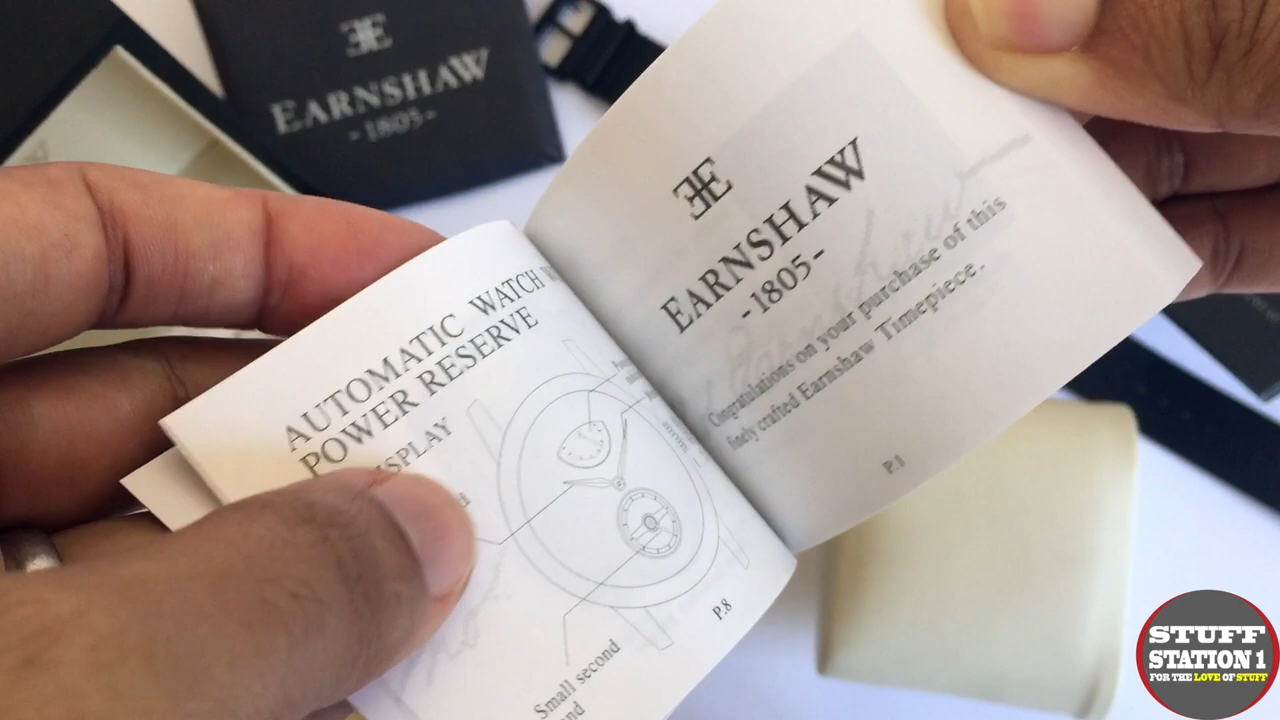 EARNSHAW
-1805-
AUTOMATIC WATCH
POWER RESERVE
Small second
P.8
EARNSHAW
-1805-
Congratulations on your purchase of this
finely crafted Earnshaw Timepiece.
P.1
STUFF
STATION 1
FOR THE LOVE OF STUFF